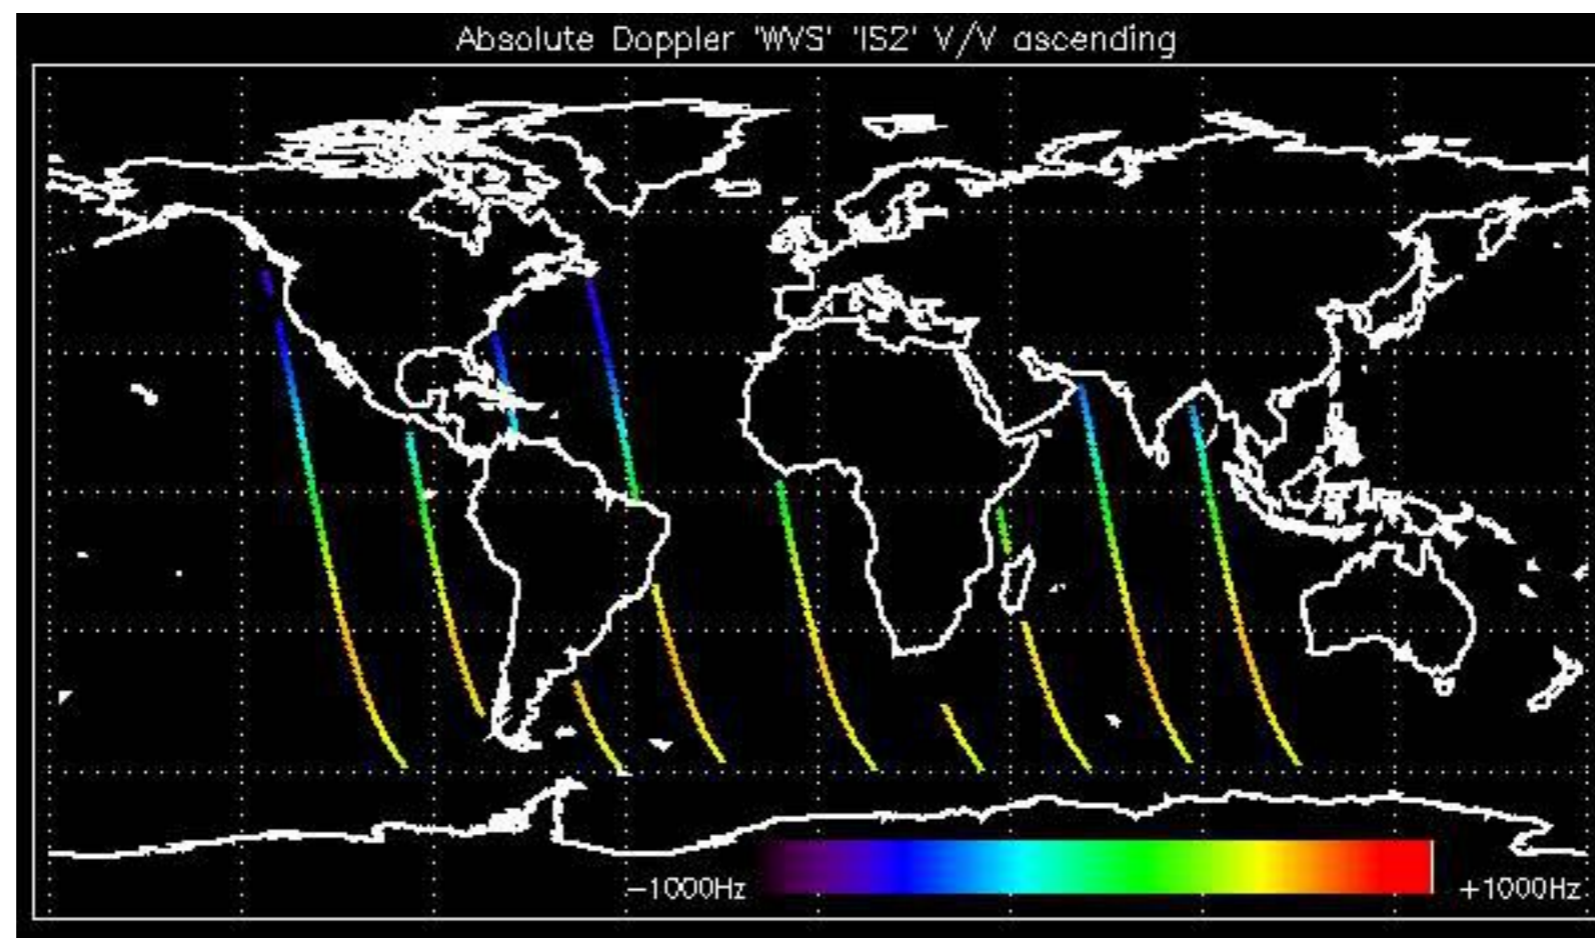 Absolute Doppler 'WVS' 'IS2' V/V ascending
−1000Hz +1000Hz